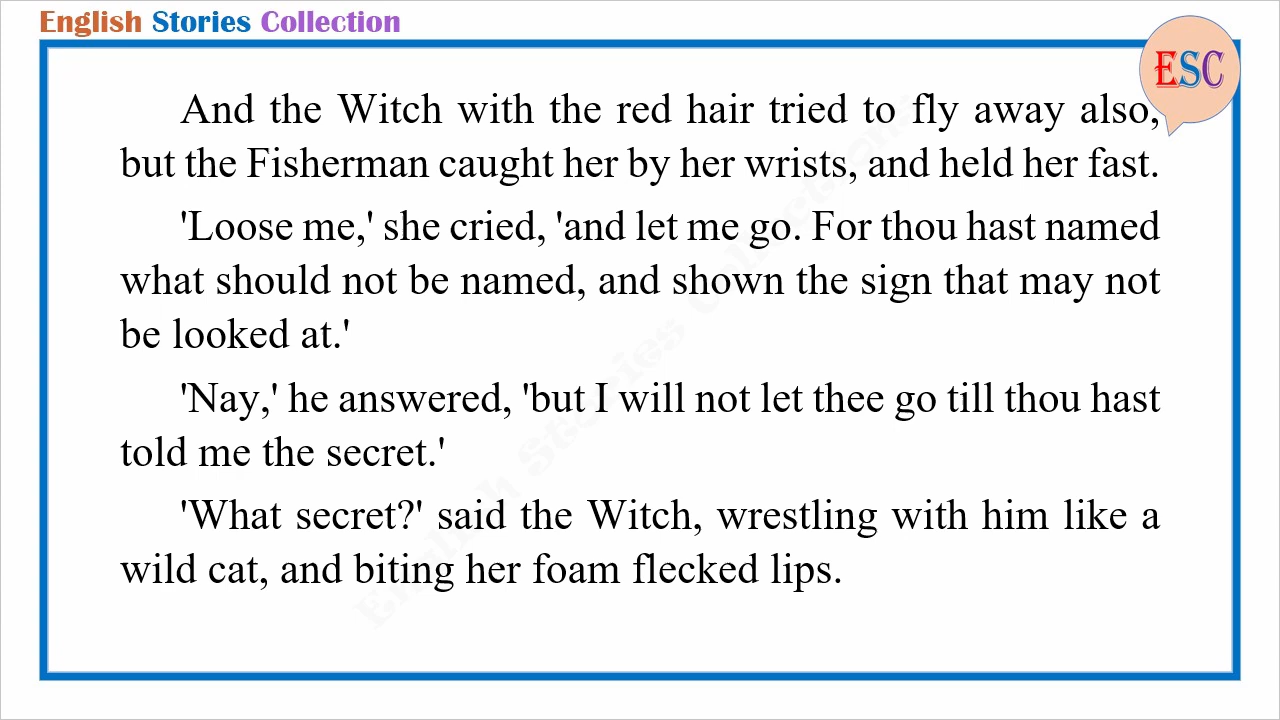 English Stories Collection
ESC
And the Witch with the red hair tried to fly away also,
but the Fisherman caught her by her wrists, and held her fast.
'Loose me,' she cried, 'and let me go. For thou hast named
what should not be named, and shown the sign that may not
be looked at.'
'Nay,' he answered, 'but I will not let thee go till thou hast
told me the secret.'
'What secret?' said the Witch, wrestling with him like a
wild cat, and biting her foam flecked lips.
English Stories Collections